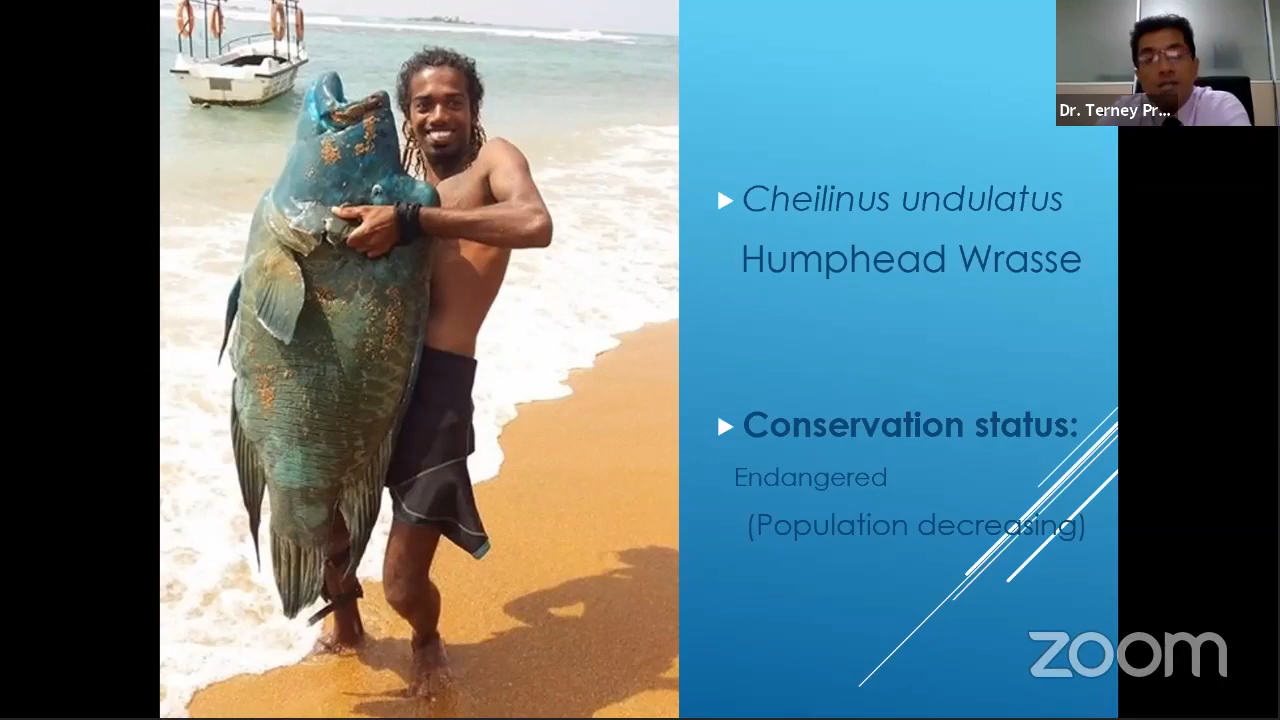 Dr. Terney Pr...
Cheilinus undulatus
Humphead Wrasse
Conservation status:
Endangered
(Population decreasing)
zoom